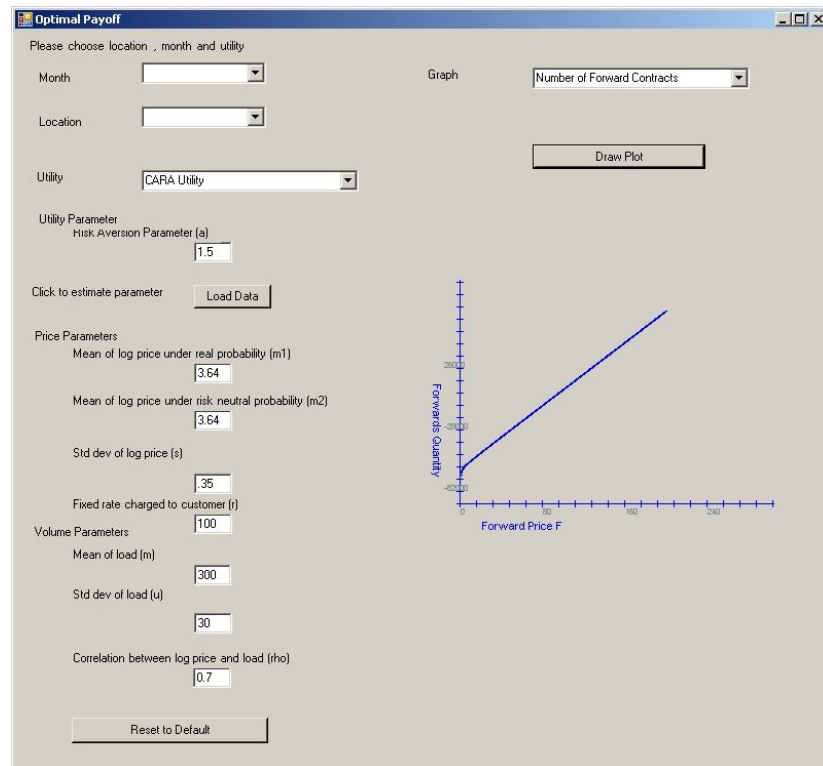 Optimal Payoff
Please choose location , month and utility
Month
Graph
Number of Forward Contracts
Location
Draw Plot
Utility
CARA Utility
Utility Parameter
Risk Aversion Parameter (a)
1.5
Click to estimate parameter
Load Data
Price Parameters
Mean of log price under real probability (m1)
3.64
Mean of log price under risk neutral probability (m2)
3.64
Std dev of log price (s)
.35
Fixed rate charged to customer (r)
100
Volume Parameters
Mean of load (m)
300
Std dev of load (u)
30
Correlation between log price and load (rho)
0.7
Reset to Default
26000
-28000
-82000
Forwards Quantity
0 80 160 240
Forward Price F